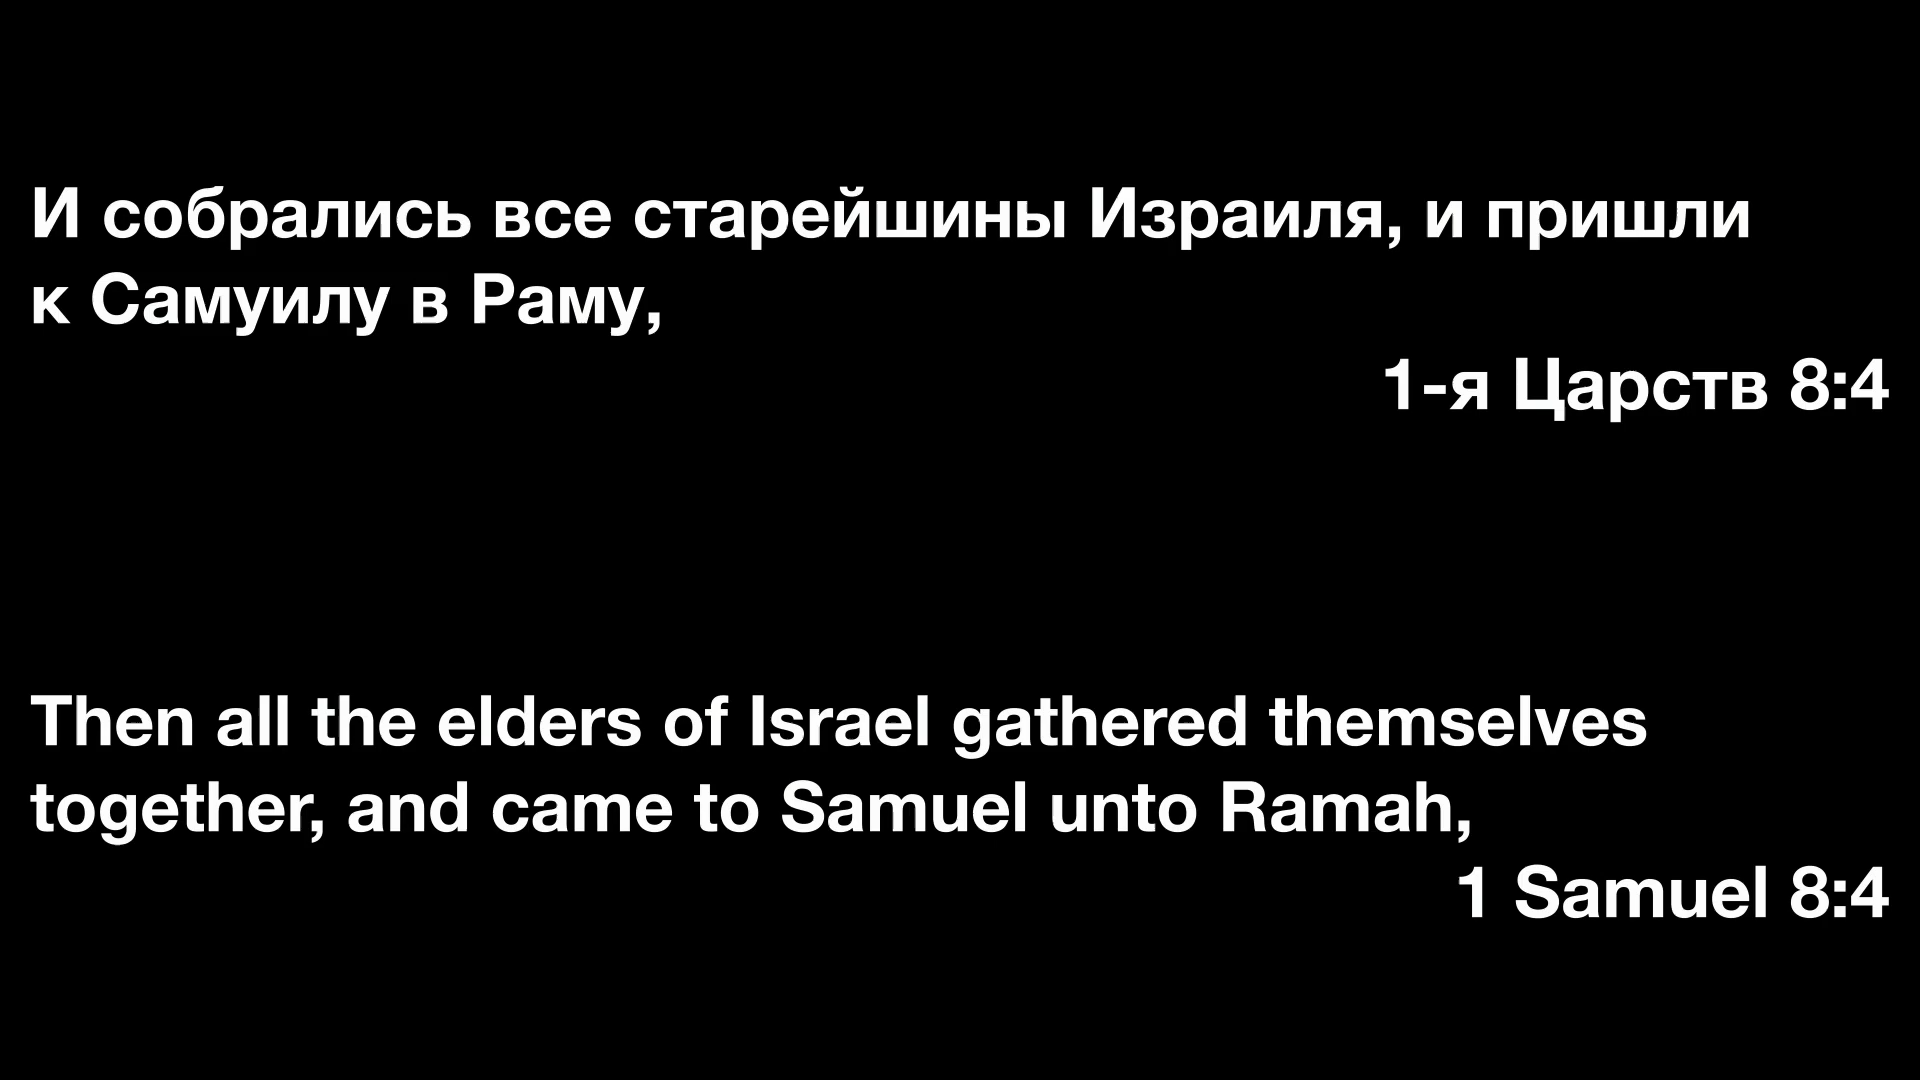 И собрались все старейшины Израиля, и пришли
к Самуилу в Раму,
1-я Царств 8:4
Then all the elders of Israel gathered themselves
together, and came to Samuel unto Ramah,
1 Samuel 8:4